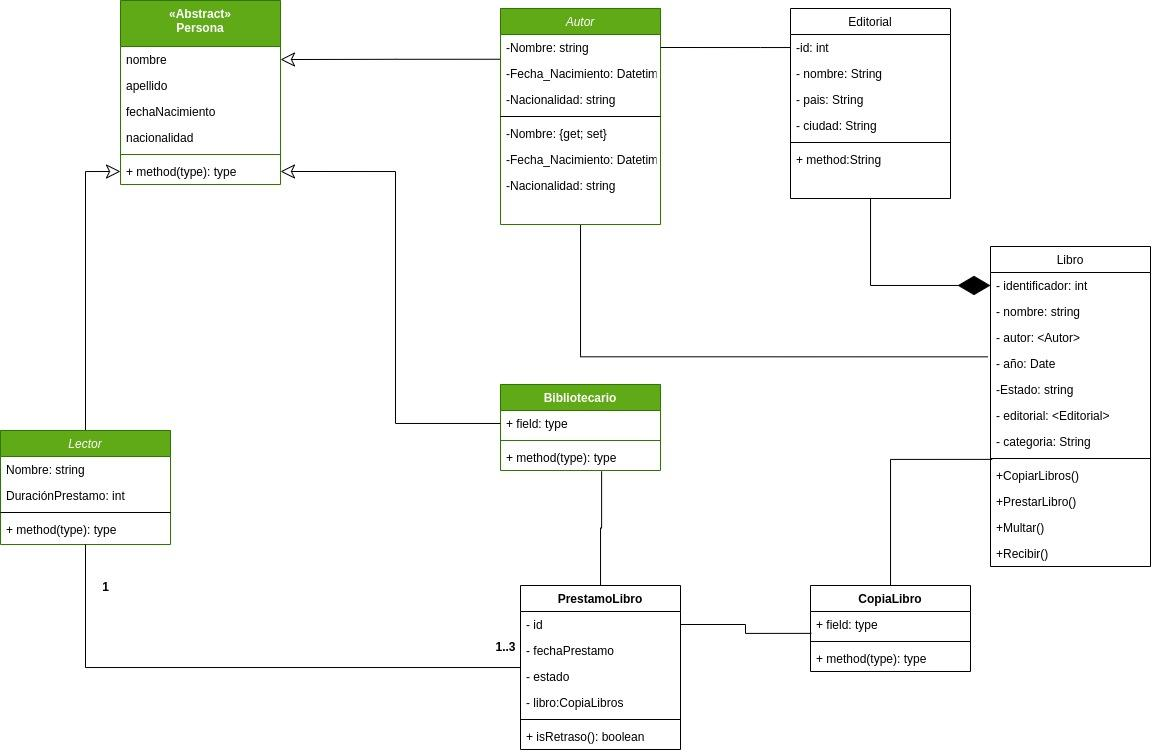 «Abstract»
Persona
nombre
apellido
fechaNacimiento
nacionalidad
+ method(type): type
Autor
-Nombre: string
-Fecha_Nacimiento: Datetim
-Nacionalidad: string
-Nombre: {get; set}
-Fecha_Nacimiento: Datetim
-Nacionalidad: string
Editorial
-id: int
- nombre: String
- pais: String
- ciudad: String
+ method:String
Libro
- identificador: int
- nombre: string
- autor: <Autor>
- año: Date
-Estado: string
- editorial: <Editorial>
- categoria: String
+CopiarLibros()
+PrestarLibro()
+Multar()
+Recibir()
Bibliotecario
+ field: type
+ method(type): type
Lector
Nombre: string
DuraciónPrestamo: int
+ method(type): type
1
1..3
PrestamoLibro
- id
- fechaPrestamo
- estado
- libro:CopiaLibros
+ isRetraso(): boolean
CopiaLibro
+ field: type
+ method(type): type